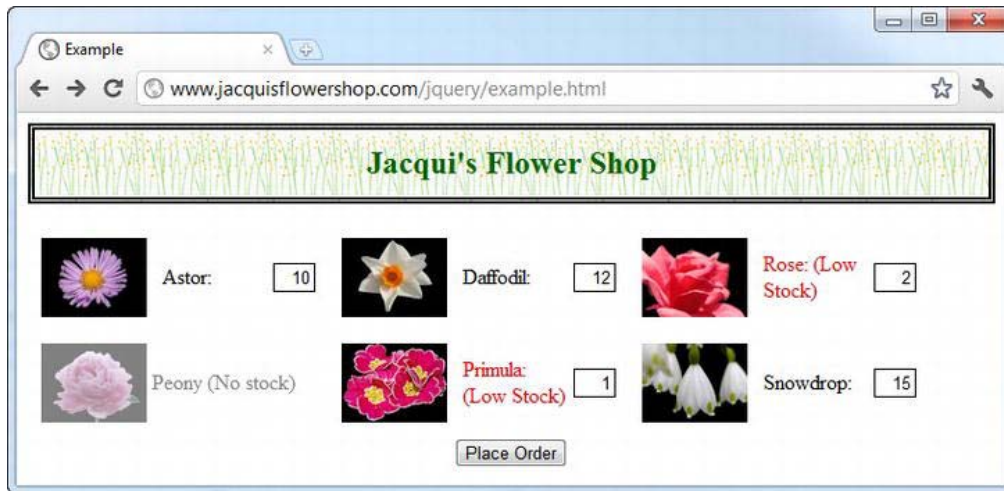 Example
www.jacquisflowershop.com/jquery/example.html
Jacqui's Flower Shop
Astor: 10
Daffodil: 12
Rose: (Low
Stock) 2
Peony (No stock)
Primula:
(Low Stock) 1
Snowdrop: 15
Place Order